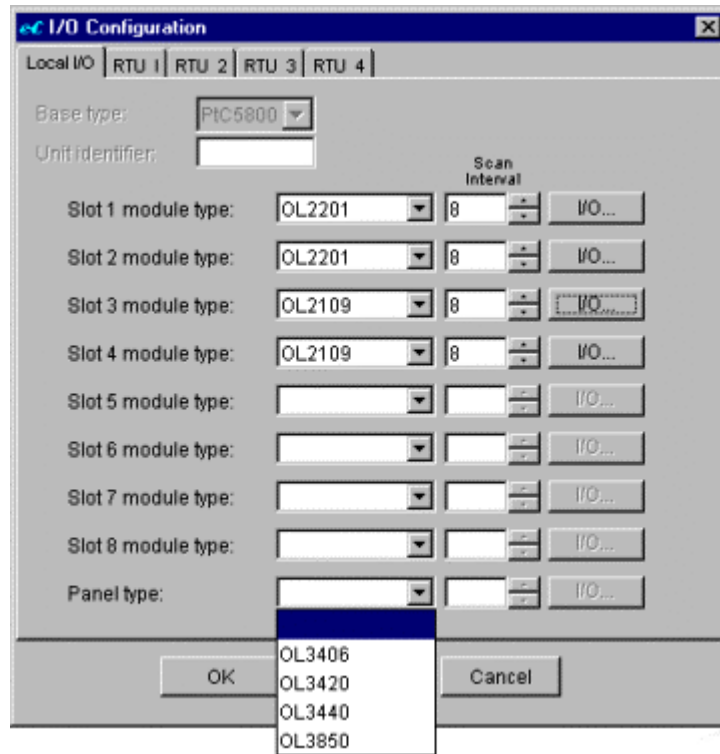 eC I/O Configuration
Local I/O RTU 1 RTU 2 RTU 3 RTU 4
Base type: PtC5800
Unit identifier:
Scan
Interval
Slot 1 module type: OL2201 8 I/O...
Slot 2 module type: OL2201 8 I/O...
Slot 3 module type: OL2109 8 I/O...
Slot 4 module type: OL2109 8 I/O...
Slot 5 module type: I/O...
Slot 6 module type: I/O...
Slot 7 module type: I/O...
Slot 8 module type: I/O...
Panel type: I/O...
OL3406
OL3420
OL3440
OL3850
OK Cancel